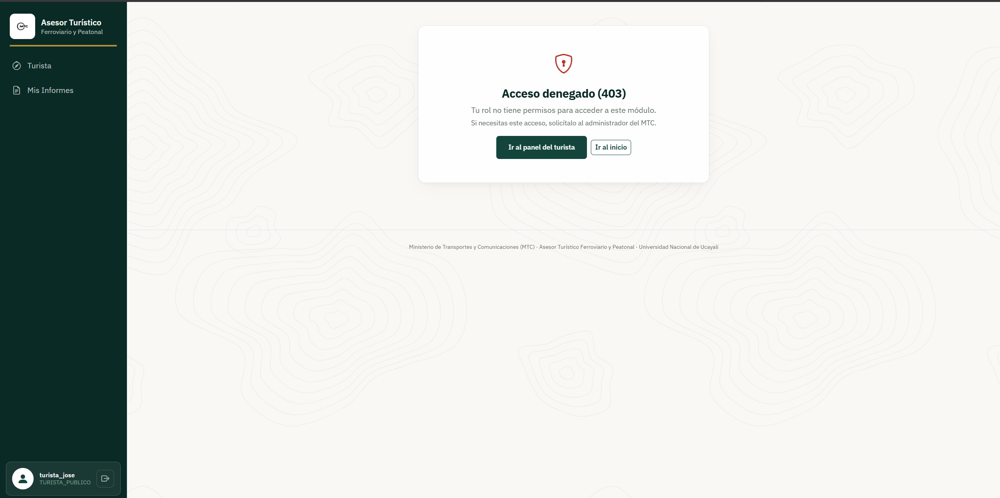 MTC
Asesor Turístico
Ferroviario y Peatonal
Turista
Mis Informes
Acceso denegado (403)
Tu rol no tiene permisos para acceder a este módulo.
Si necesitas este acceso, solicítalo al administrador del MTC.
Ir al panel del turista
Ir al inicio
Ministerio de Transportes y Comunicaciones (MTC) · Asesor Turístico Ferroviario y Peatonal · Universidad Nacional de Ucayali
turista_jose
TURISTA_PUBLICO